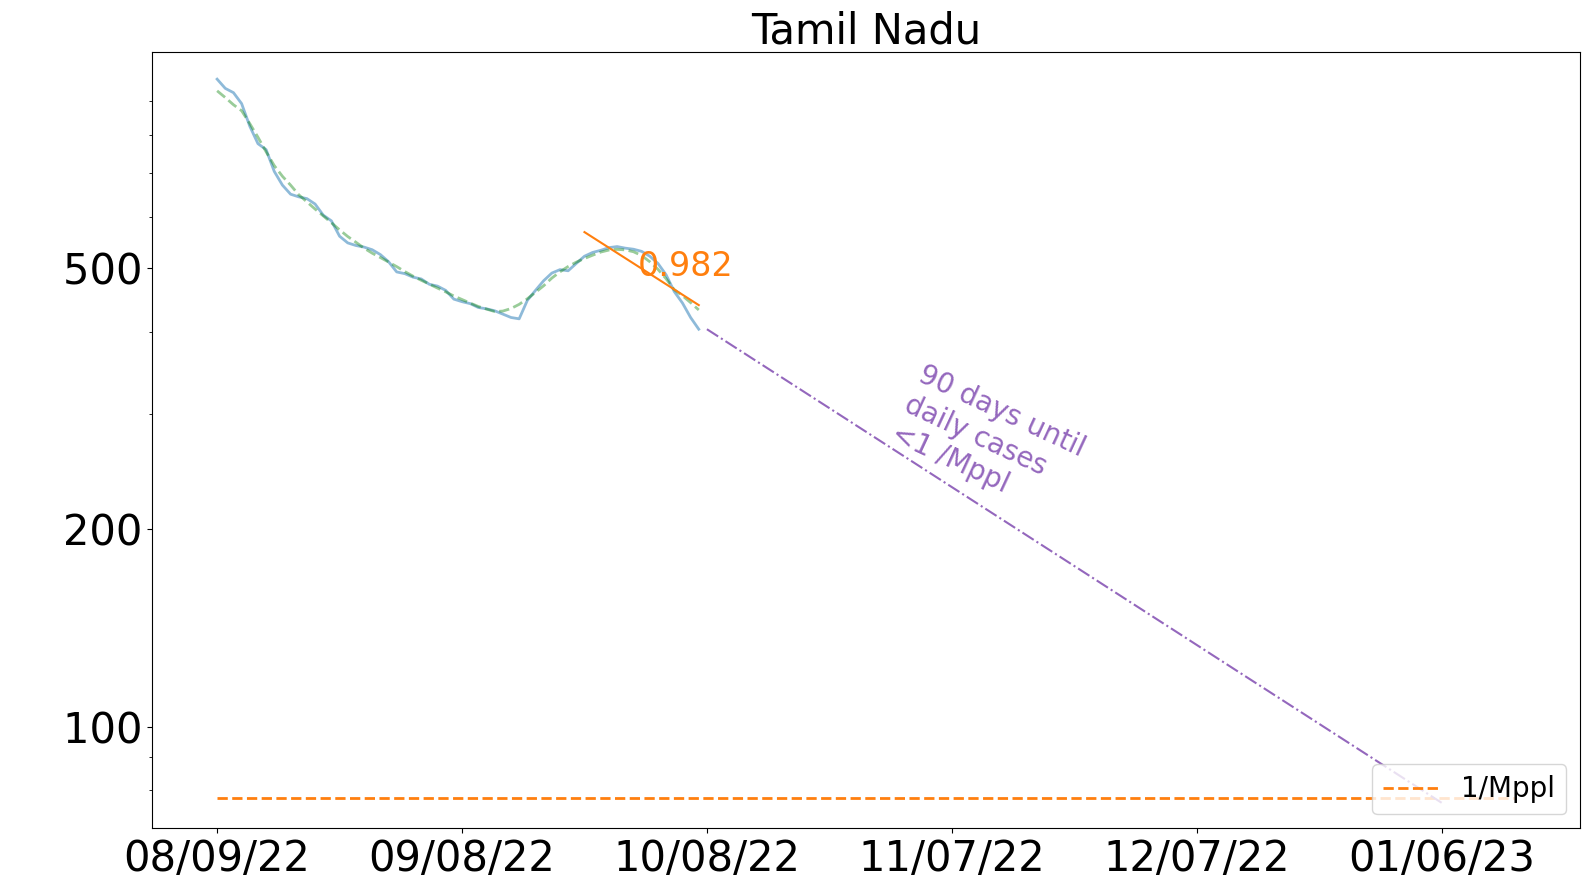 Tamil Nadu
500
200
100
0.982
90 days until
daily cases
<1 /Mppl
1/Mppl
08/09/22
09/08/22
10/08/22
11/07/22
12/07/22
01/06/23